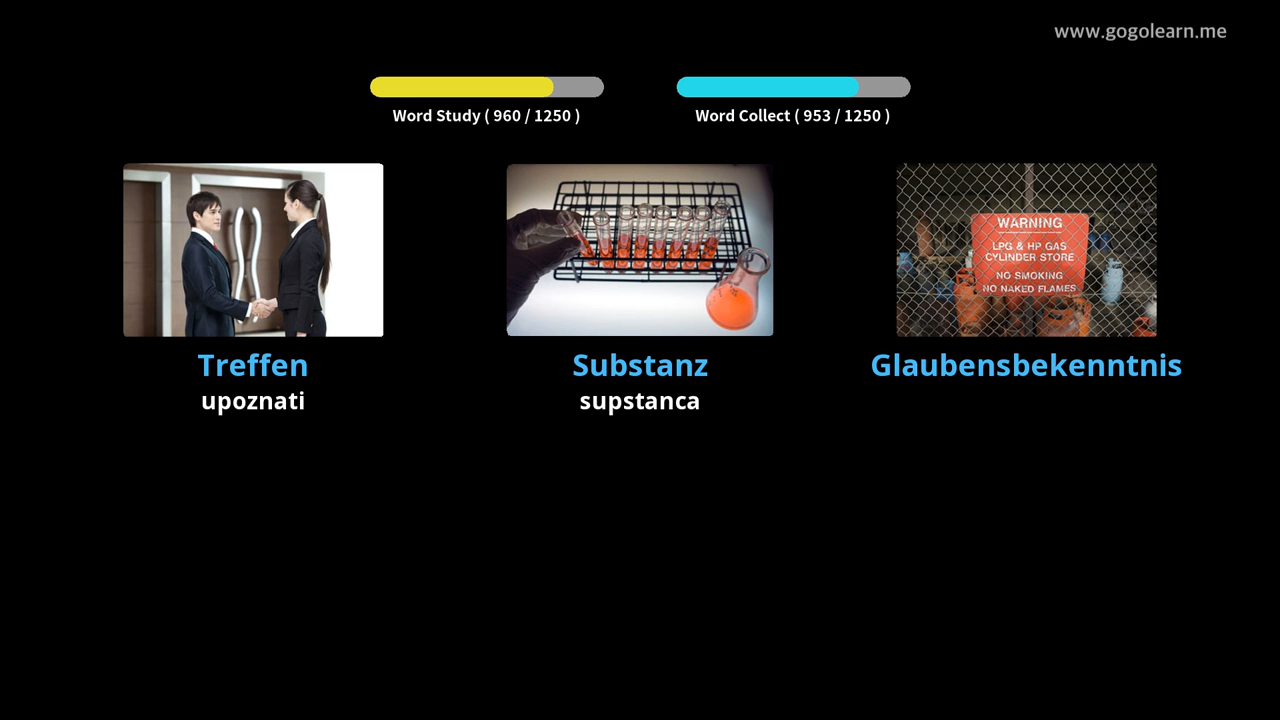 www.gogolearn.me
Word Study ( 960 / 1250 )
Word Collect ( 953 / 1250 )
WARNING
LPG & HP GAS
CYLINDER STORE
NO SMOKING
NO NAKED FLAMES
Treffen
upoznati
Substanz
supstanca
Glaubensbekenntnis